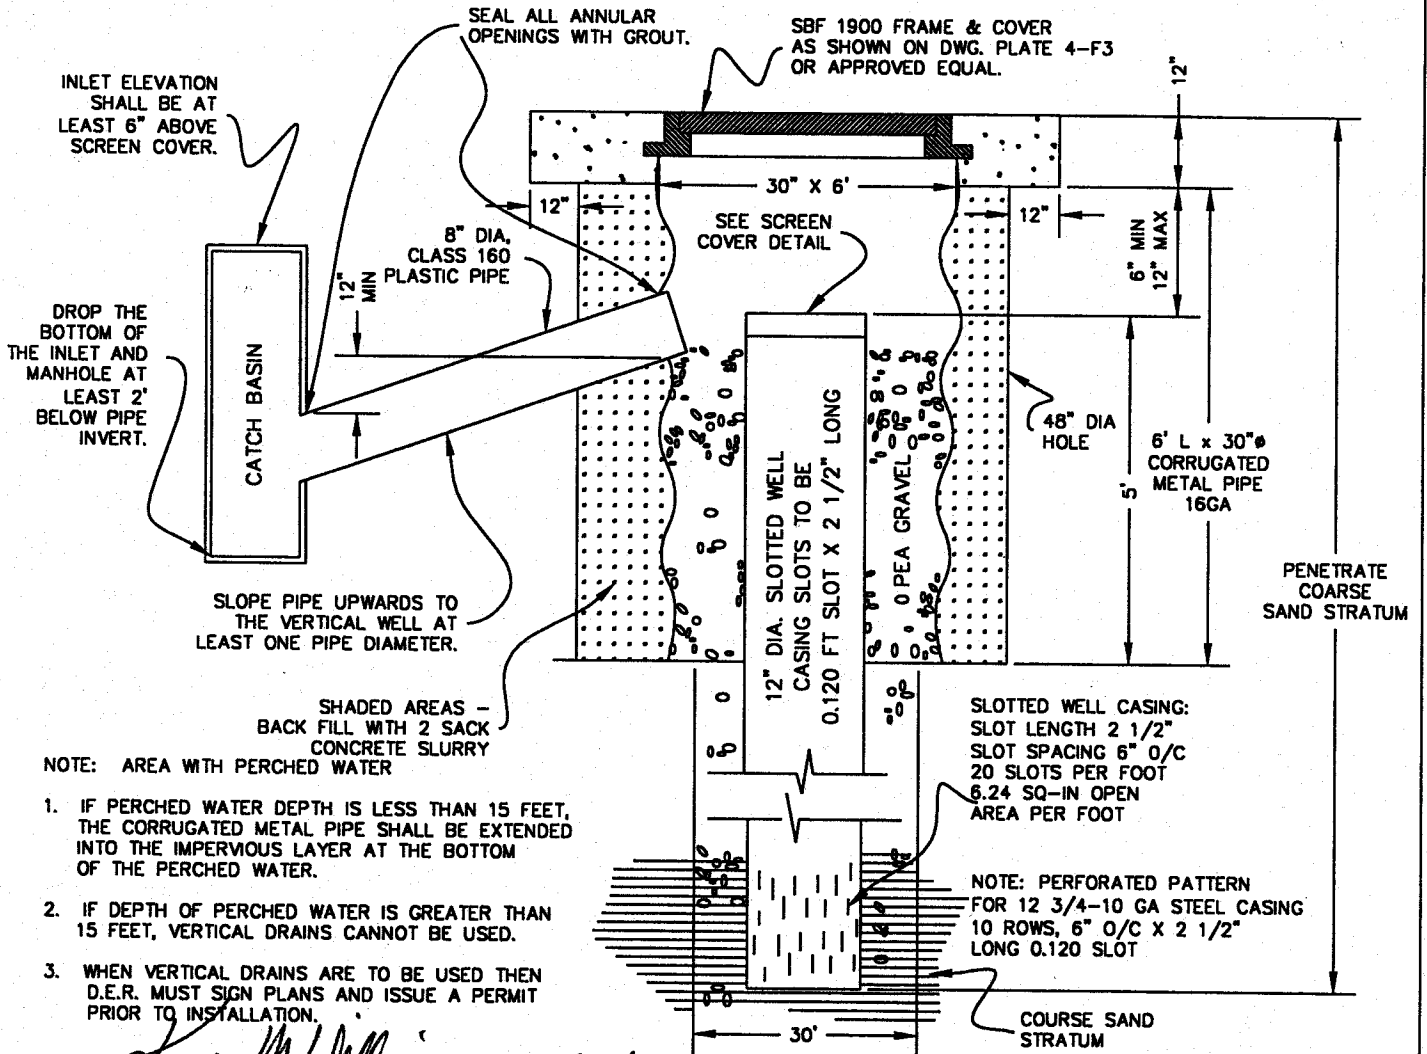 SEAL ALL ANNULAR
OPENINGS WITH GROUT.
SBF 1900 FRAME & COVER
AS SHOWN ON DWG. PLATE 4-F3
OR APPROVED EQUAL.
12"
INLET ELEVATION
SHALL BE AT
LEAST 6" ABOVE
SCREEN COVER.
30" X 6'
12"
12"
SEE SCREEN
COVER DETAIL
6" MIN
12" MAX
8" DIA,
CLASS 160
PLASTIC PIPE
12"
MIN
DROP THE
BOTTOM OF
THE INLET AND
MANHOLE AT
LEAST 2'
BELOW PIPE
INVERT.
CATCH BASIN
12" DIA. SLOTTED WELL
CASING SLOTS TO BE
0.120 FT SLOT X 2 1/2" LONG
PEA GRAVEL
48" DIA
HOLE
5'
6' L x 30"ø
CORRUGATED
METAL PIPE
16GA
PENETRATE
COARSE
SAND STRATUM
SLOPE PIPE UPWARDS TO
THE VERTICAL WELL AT
LEAST ONE PIPE DIAMETER.
SHADED AREAS -
BACK FILL WITH 2 SACK
CONCRETE SLURRY
SLOTTED WELL CASING:
SLOT LENGTH 2 1/2"
SLOT SPACING 6" O/C
20 SLOTS PER FOOT
6.24 SQ-IN OPEN
AREA PER FOOT
NOTE: AREA WITH PERCHED WATER
1. IF PERCHED WATER DEPTH IS LESS THAN 15 FEET,
THE CORRUGATED METAL PIPE SHALL BE EXTENDED
INTO THE IMPERVIOUS LAYER AT THE BOTTOM
OF THE PERCHED WATER.
2. IF DEPTH OF PERCHED WATER IS GREATER THAN
15 FEET, VERTICAL DRAINS CANNOT BE USED.
3. WHEN VERTICAL DRAINS ARE TO BE USED THEN
D.E.R. MUST SIGN PLANS AND ISSUE A PERMIT
PRIOR TO INSTALLATION.
NOTE: PERFORATED PATTERN
FOR 12 3/4-10 GA STEEL CASING
10 ROWS, 6" O/C X 2 1/2"
LONG 0.120 SLOT
30'
COURSE SAND
STRATUM